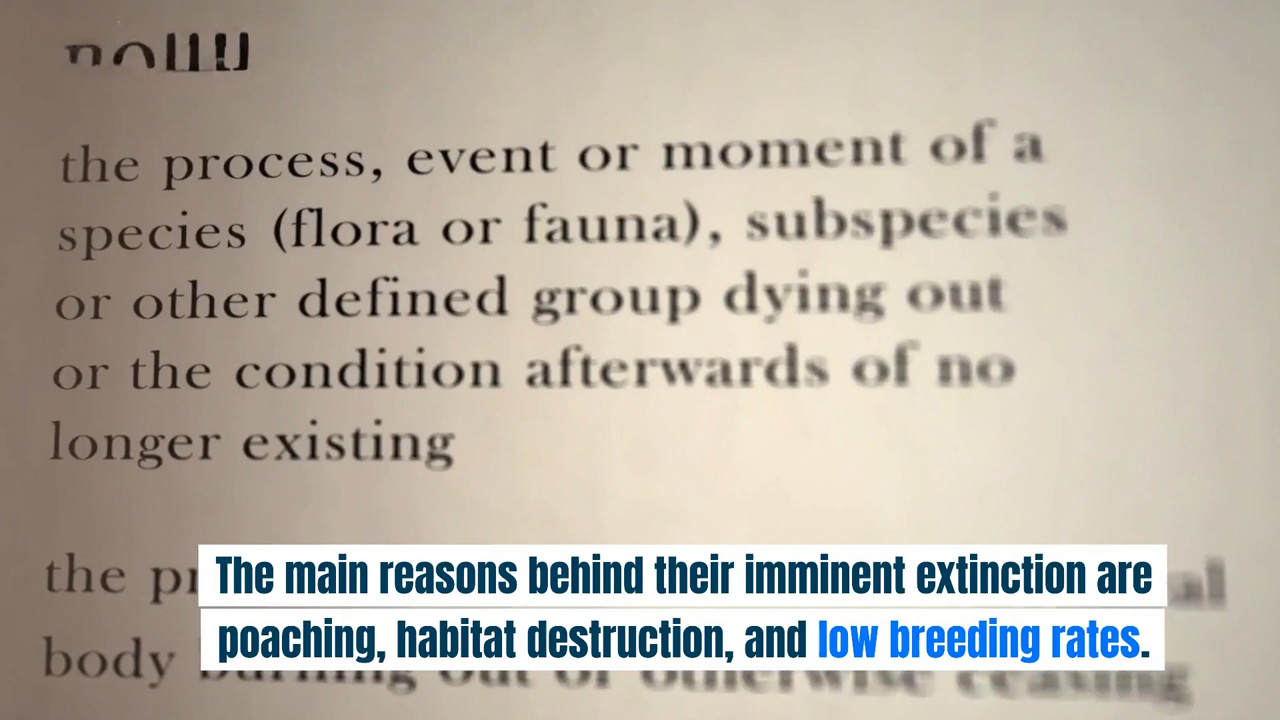 the process, event or moment of a
species (flora or fauna), subspecies
or other defined group dying out
or the condition afterwards of no
longer existing
the
The main reasons behind their imminent extinction are
body
poaching, habitat destruction, and low breeding rates.